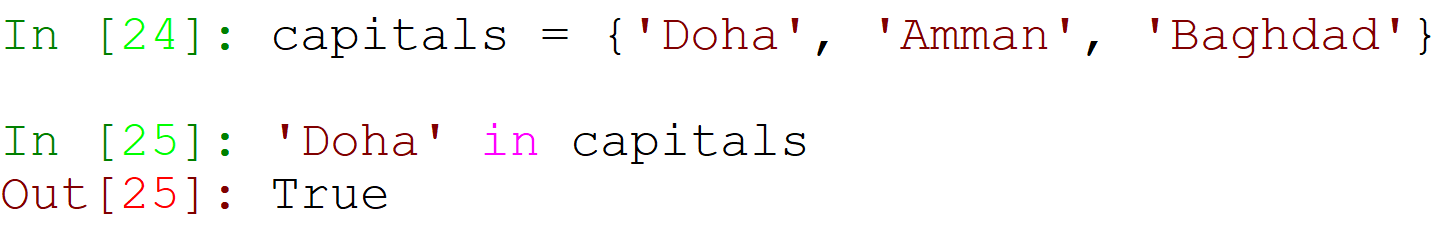 In [24]: capitals = {'Doha', 'Amman', 'Baghdad'}
In [25]: 'Doha' in capitals
Out[25]: True